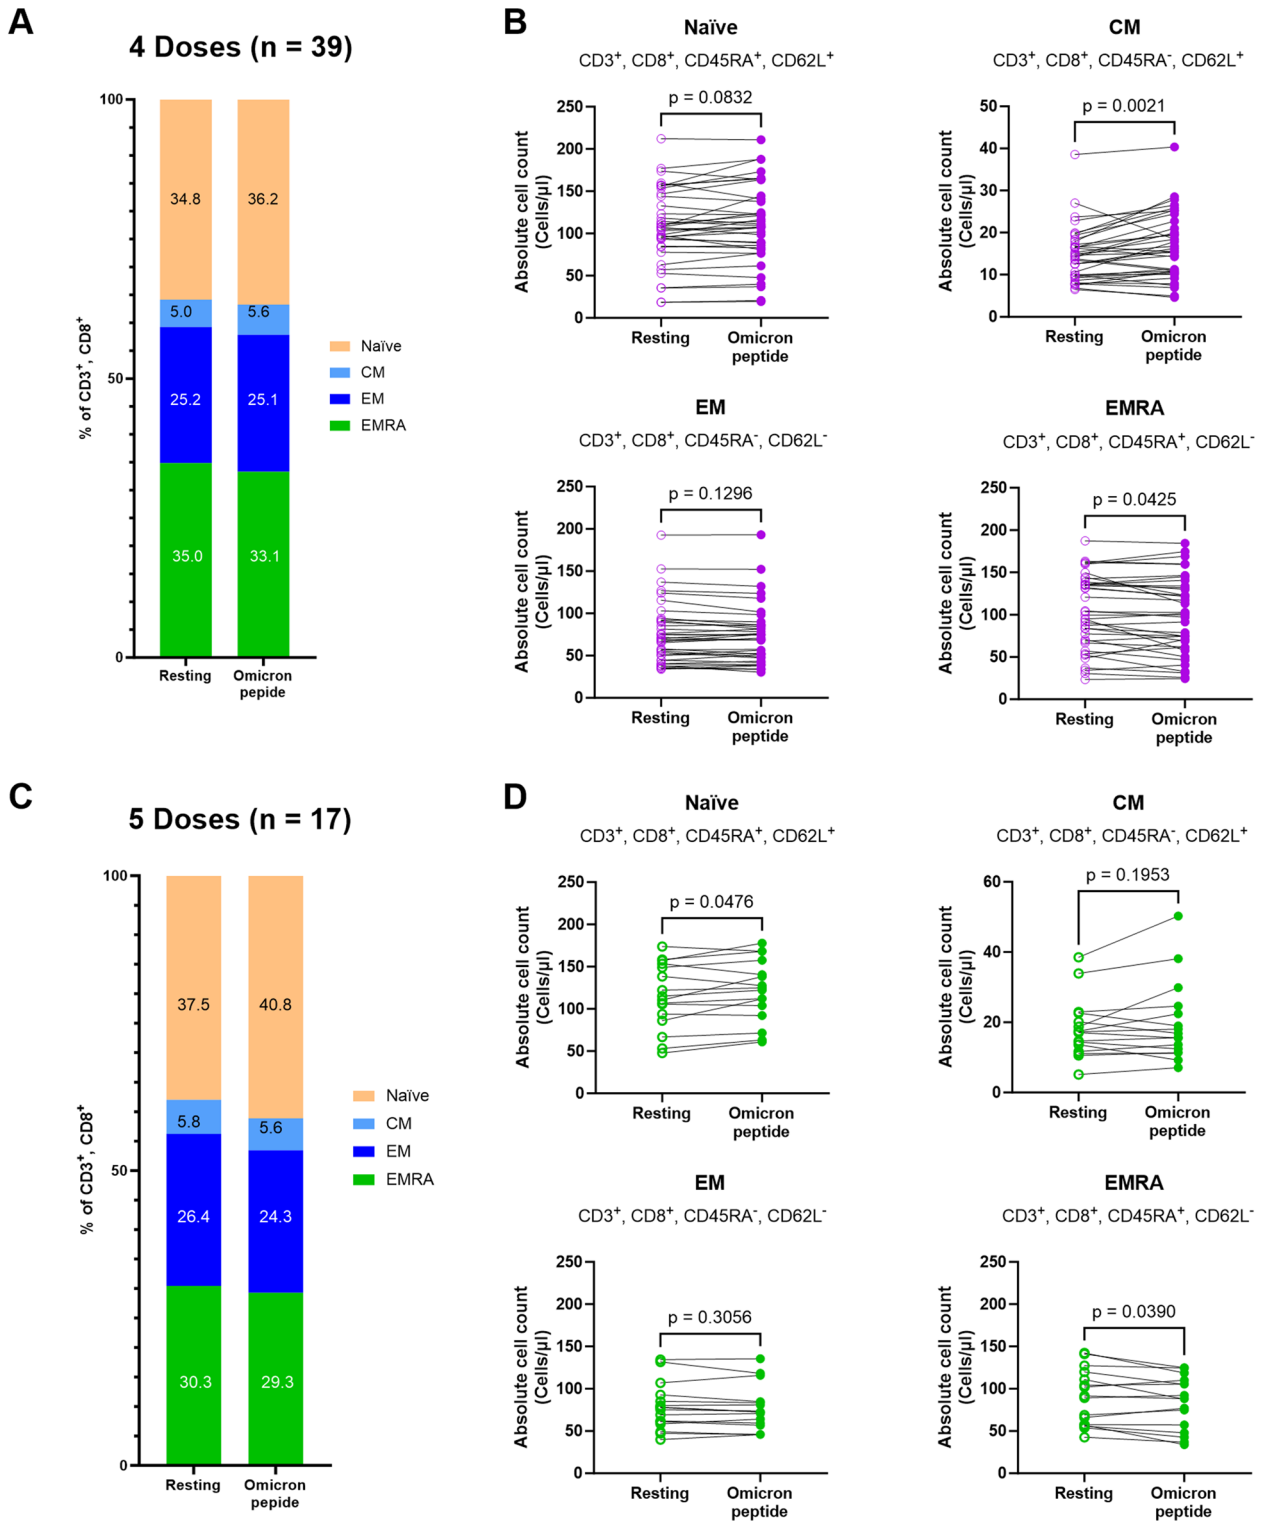 A
4 Doses (n = 39)
100
50
0
% of CD3+, CD8+
34.8
36.2
5.0
5.6
25.2
25.1
35.0
33.1
Resting
Omicron
pepide
Naïve
CM
EM
EMRA
B
Naïve
CD3+, CD8+, CD45RA+, CD62L+
p = 0.0832
Absolute cell count
(Cells/µl)
250
200
150
100
50
0
Resting
Omicron
peptide
CM
CD3+, CD8+, CD45RA-, CD62L+
p = 0.0021
Absolute cell count
(Cells/µl)
50
40
30
20
10
0
Resting
Omicron
peptide
EM
CD3+, CD8+, CD45RA-, CD62L-
p = 0.1296
Absolute cell count
(Cells/µl)
250
200
150
100
50
0
Resting
Omicron
peptide
EMRA
CD3+, CD8+, CD45RA+, CD62L-
p = 0.0425
Absolute cell count
(Cells/µl)
250
200
150
100
50
0
Resting
Omicron
peptide
C
5 Doses (n = 17)
100
50
0
% of CD3+, CD8+
37.5
40.8
5.8
5.6
26.4
24.3
30.3
29.3
Resting
Omicron
pepide
Naïve
CM
EM
EMRA
D
Naïve
CD3+, CD8+, CD45RA+, CD62L+
p = 0.0476
Absolute cell count
(Cells/µl)
250
200
150
100
50
0
Resting
Omicron
peptide
CM
CD3+, CD8+, CD45RA-, CD62L+
p = 0.1953
Absolute cell count
(Cells/µl)
60
40
20
0
Resting
Omicron
peptide
EM
CD3+, CD8+, CD45RA-, CD62L-
p = 0.3056
Absolute cell count
(Cells/µl)
250
200
150
100
50
0
Resting
Omicron
peptide
EMRA
CD3+, CD8+, CD45RA+, CD62L-
p = 0.0390
Absolute cell count
(Cells/µl)
250
200
150
100
50
0
Resting
Omicron
peptide